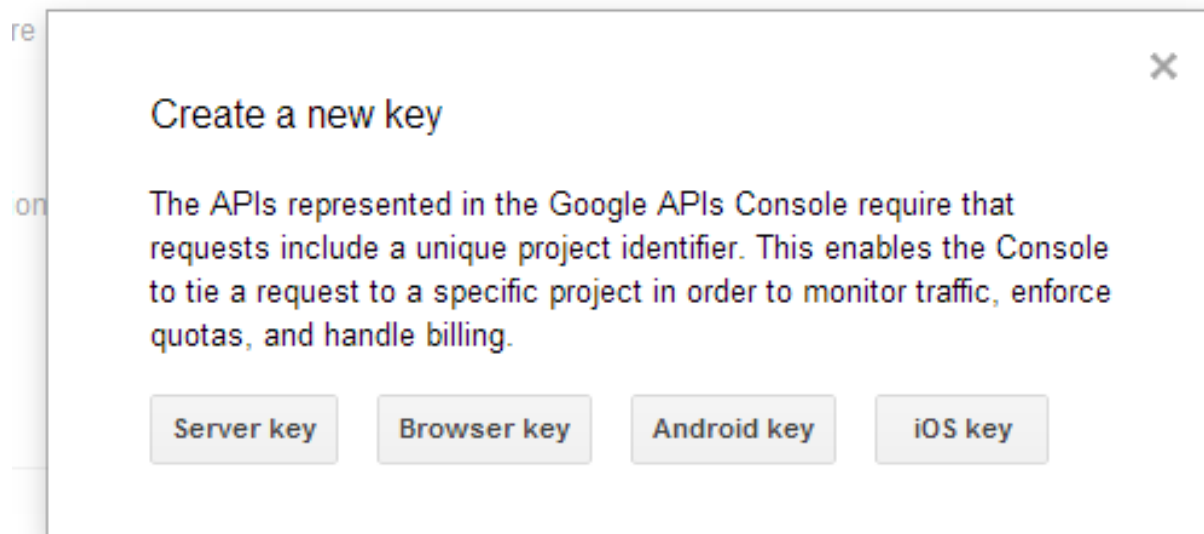 re
Create a new key
on
The APIs represented in the Google APIs Console require that
requests include a unique project identifier. This enables the Console
to tie a request to a specific project in order to monitor traffic, enforce
quotas, and handle billing.
Server key Browser key Android key iOS key